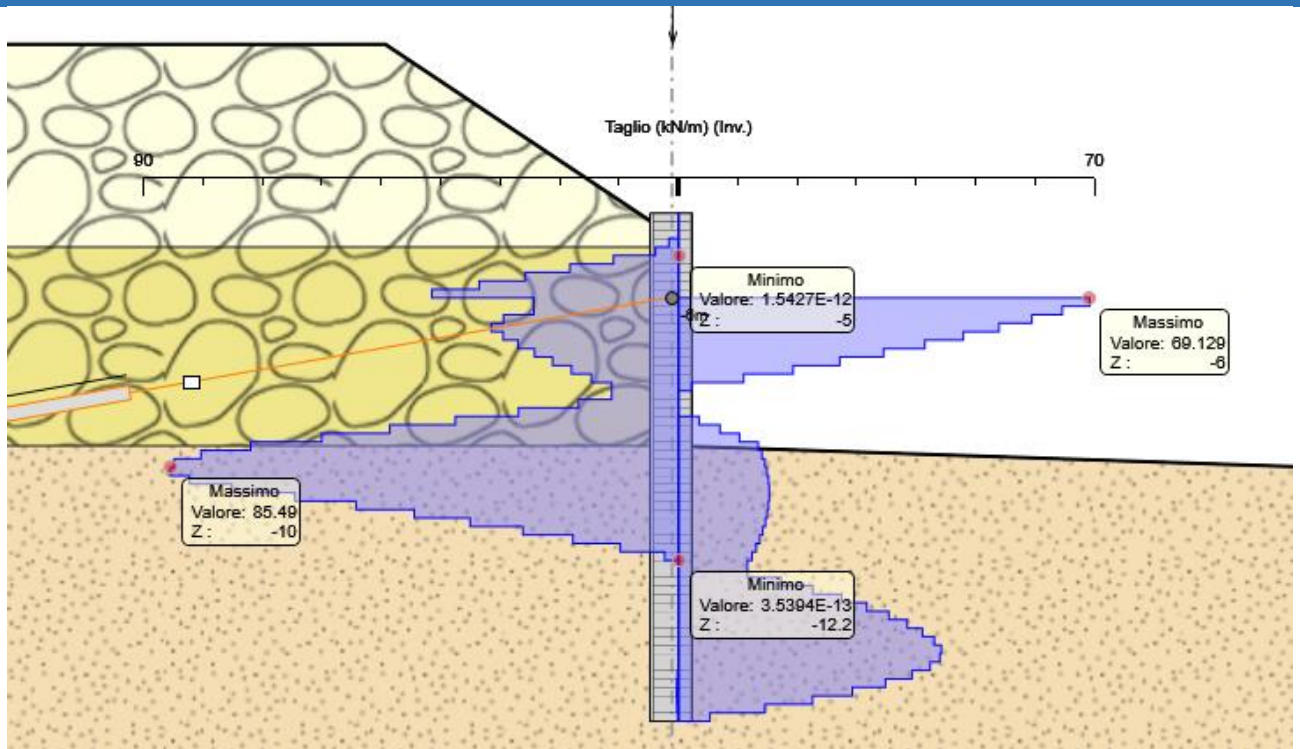 Taglio (kN/m) (Inv.)
90
70
Minimo
Valore: 1.5427E-12
Z : -5
-6m
Massimo
Valore: 69.129
Z : -6
Massimo
Valore: 85.49
Z : -10
Minimo
Valore: 3.5394E-13
Z : -12.2